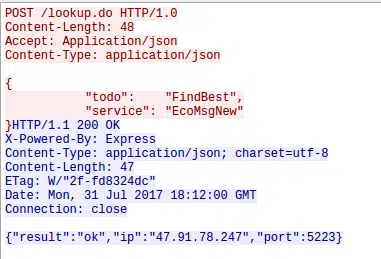 POST /lookup.do HTTP/1.0
Content-Length: 48
Accept: Application/json
Content-Type: application/json
{
"todo": "FindBest",
"service": "EcoMsgNew"
}HTTP/1.1 200 OK
X-Powered-By: Express
Content-Type: application/json; charset=utf-8
Content-Length: 47
ETag: W/"2f-fd8324dc"
Date: Mon, 31 Jul 2017 18:12:00 GMT
Connection: close
{"result":"ok","ip":"47.91.78.247","port":5223}